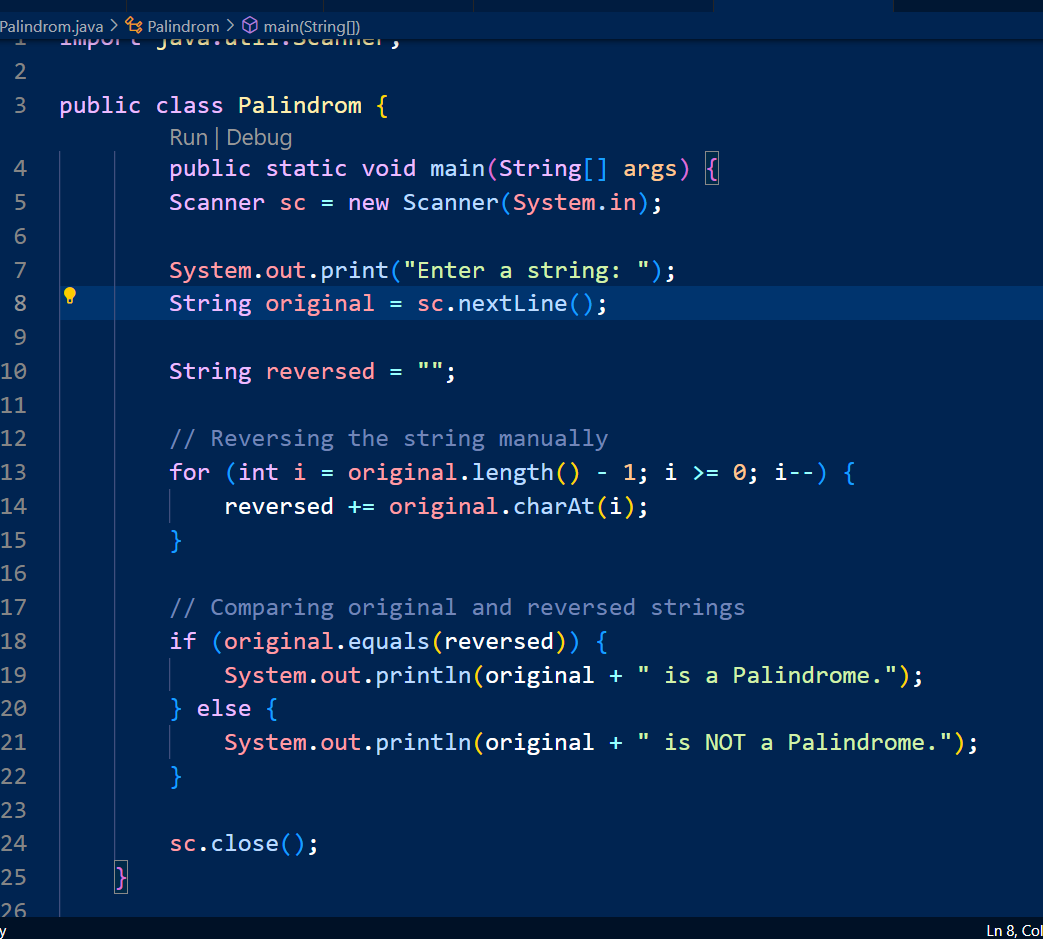 Palindrom.java > Palindrom > main(String[])
1 import java.util.Scanner;
2
3 public class Palindrom {
Run | Debug
4 public static void main(String[] args) {
5 Scanner sc = new Scanner(System.in);
6
7 System.out.print("Enter a string: ");
8 String original = sc.nextLine();
9
10 String reversed = "";
11
12 // Reversing the string manually
13 for (int i = original.length() - 1; i >= 0; i--) {
14 reversed += original.charAt(i);
15 }
16
17 // Comparing original and reversed strings
18 if (original.equals(reversed)) {
19 System.out.println(original + " is a Palindrome.");
20 } else {
21 System.out.println(original + " is NOT a Palindrome.");
22 }
23
24 sc.close();
25 }
26
y
Ln 8, Col